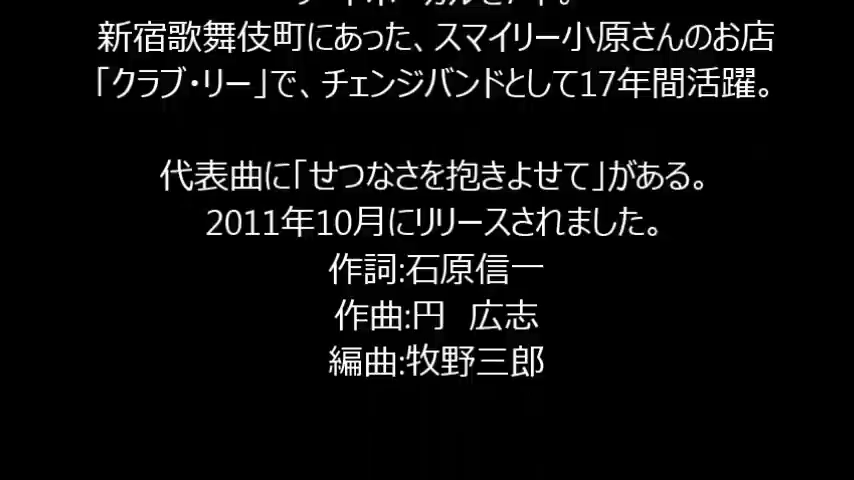 新宿歌舞伎町にあった、スマイリー小原さんのお店
「クラブ・リー」で、チェンジバンドとして17年間活躍。
代表曲に「せつなさを抱きよせて」がある。
2011年10月にリリースされました。
作詞:石原信一
作曲:円　広志
編曲:牧野三郎